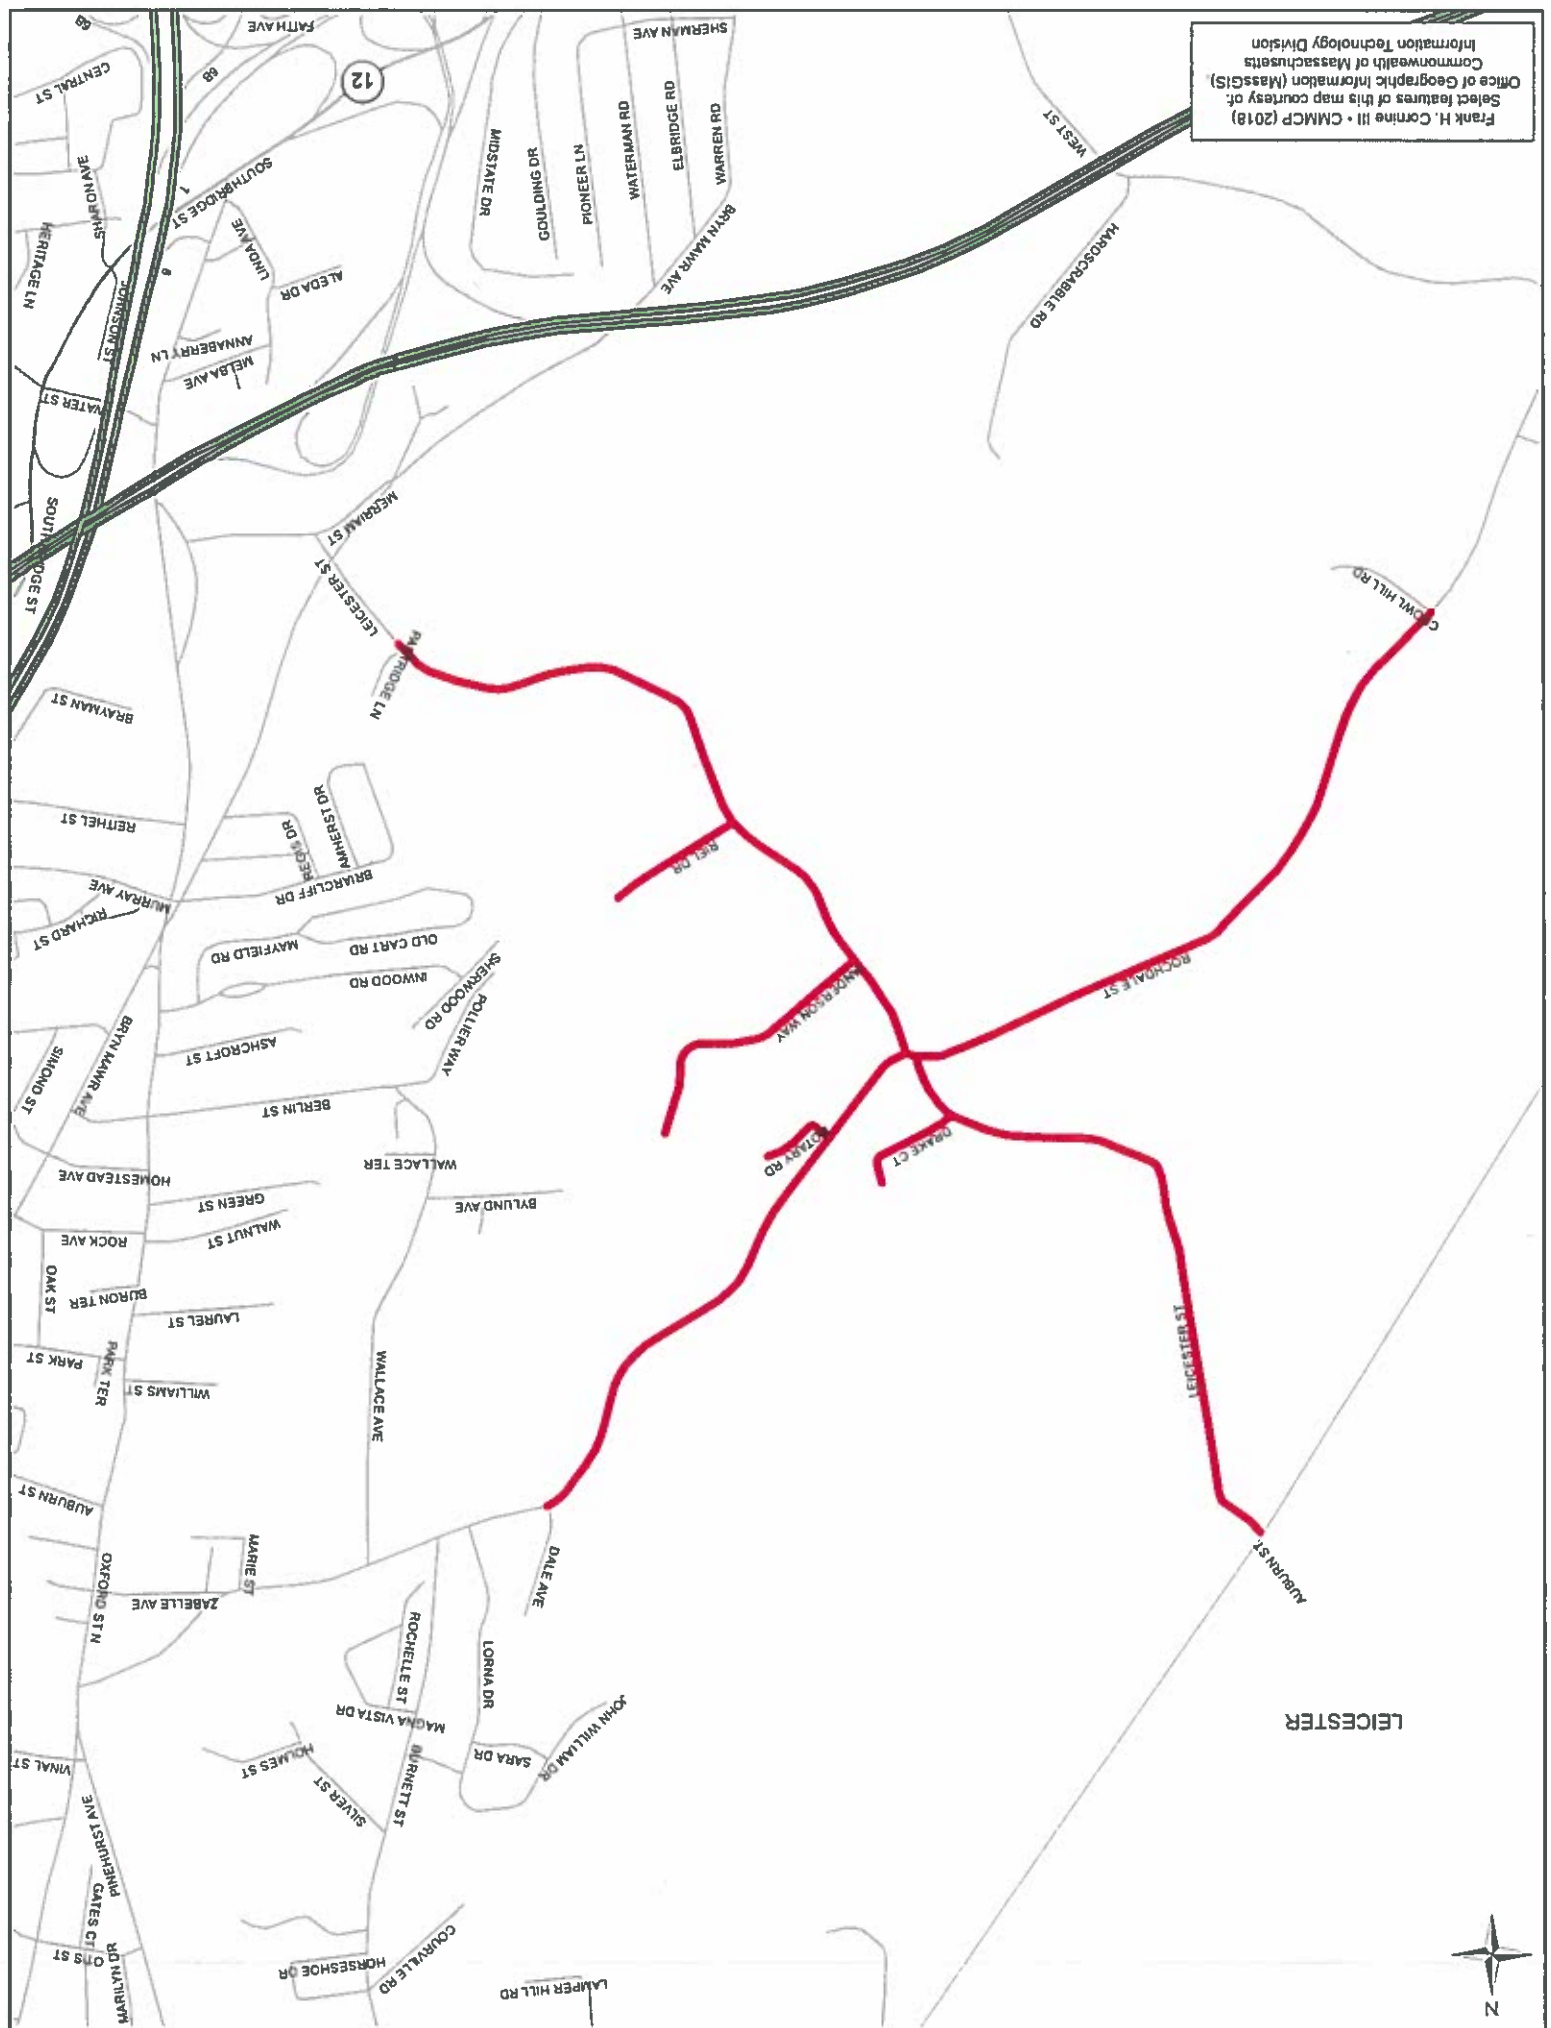 N
LAMPER HILL RD
HORSESHOE DR
COURVILLE RD
MARILYN DR
OTIS ST
GATES CT
PINEHURST AVE
VINAL ST
HOLMES ST
SILVER ST
BURNETT ST
SARA DR
JOHN WILLIAM DR
LEICESTER
MAGNA VISTA DR
ROCHELLE ST
LORNA DR
OXFORD ST N
ZABELLE AVE
MARIE ST
DALE AVE
AUBURN ST
AUBURN ST
WALLACE AVE
WILLIAMS ST
PARK TER
PARK ST
LEICESTER ST
LAUREL ST
BURON TER
OAK ST
ROCK AVE
WALNUT ST
GREEN ST
BYLUND AVE
HOMESTEAD AVE
WALLACE TER
DRAKE CT
BERLIN ST
BRYN MAWR AVE
SIMOND ST
ASHCROFT ST
POLLIER WAY
SHERWOOD RD
ANDERSON WAY
ROCHDALE ST
INWOOD RD
OLD CART RD
MAYFIELD RD
RICHARD ST
MURRAY AVE
BRIARCLIFF DR
REGIS DR
AMHERST DR
RIEL DR
REITHEL ST
BRAYMAN ST
LN
LEICESTER ST
HILL RD
MERRIAM ST
MELBA AVE
ANNABERRY LN
JOHNSON ST
ALEDA DR
LINDA AVE
HARDSCRABBLE RD
BRYN MAWR AVE
HERITAGE LN
SHARON AVE
SOUTHBRIDGE ST
MIDSTATE DR
GOULDING DR
PIONEER LN
WATERMAN RD
ELBRIDGE RD
WARREN RD
WEST ST
CENTRAL ST
12
FAITH AVE
SHERMAN AVE
Frank H. Cornine III • CMMCP (2018)
Select features of this map courtesy of:
Office of Geographic Information (MassGIS)
Commonwealth of Massachusetts
Information Technology Division